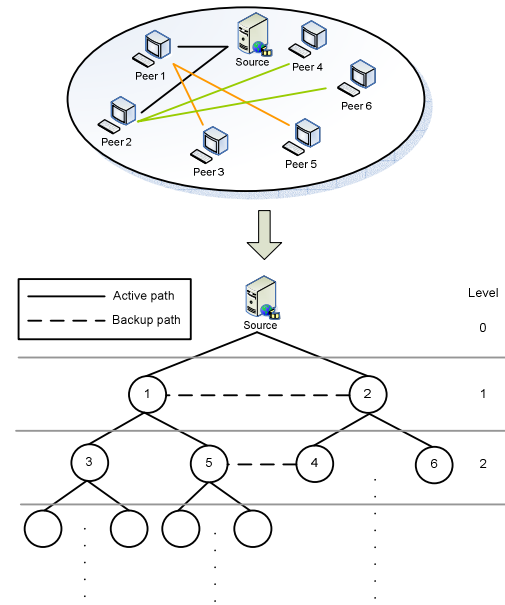 Source
Peer 1
Peer 4
Peer 6
Peer 2
Peer 3
Peer 5
Active path
Backup path
Source
Level
0
1
2
1
3
5
4
6
2